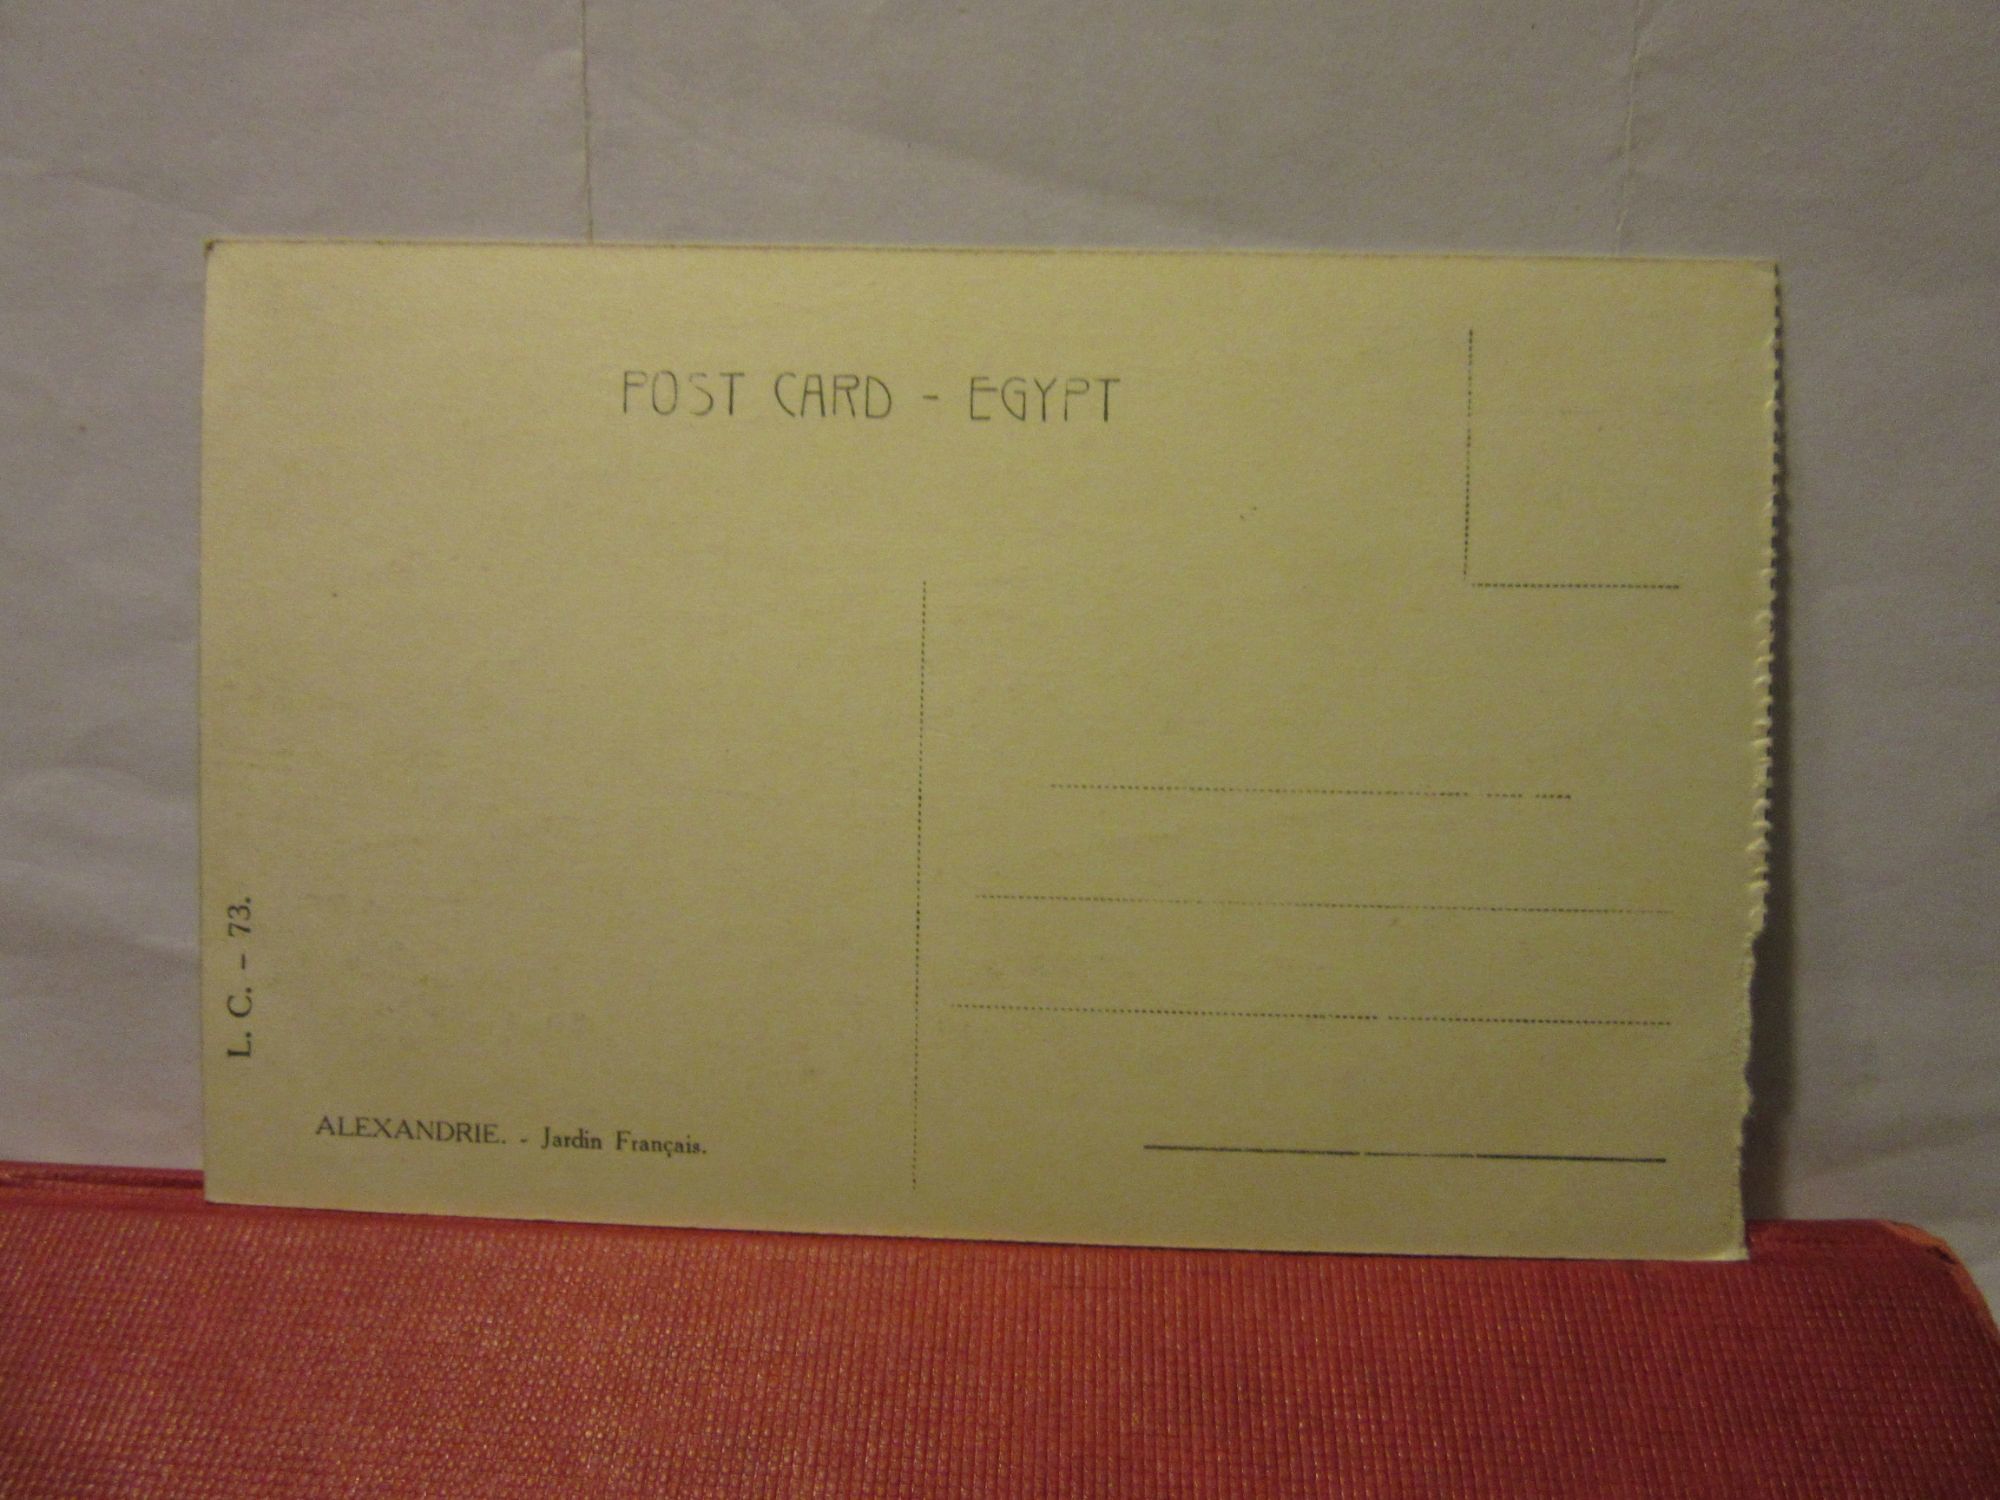 POST CARD - EGYPT
L. C. - 73.
ALEXANDRIE. - Jardin Français.